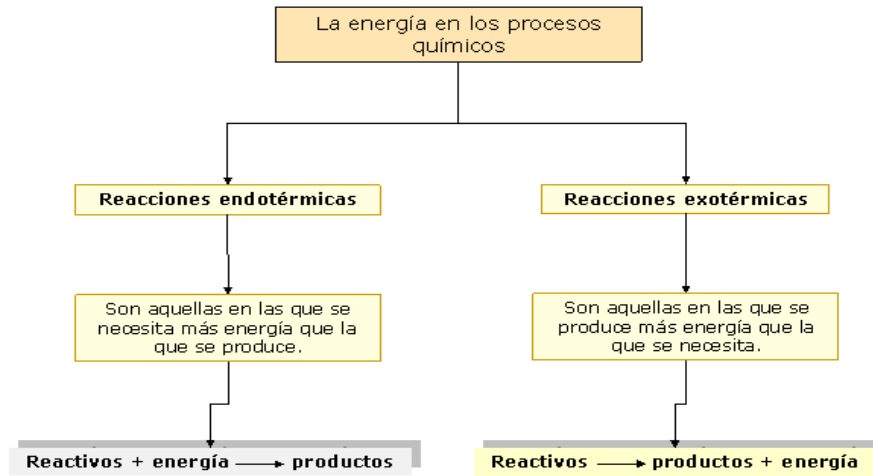 La energía en los procesos
químicos
Reacciones endotérmicas
Reacciones exotérmicas
Son aquellas en las que se
necesita más energía que la
que se produce.
Son aquellas en las que se
produce más energía que la
que se necesita.
Reactivos + energía → productos
Reactivos → productos + energía